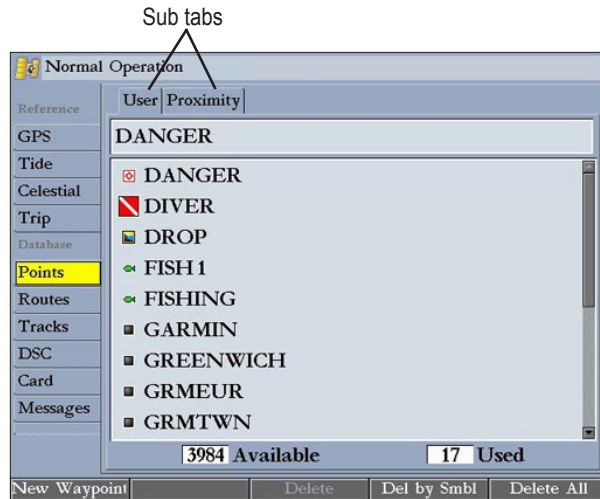 Sub tabs
Normal Operation
Reference
GPS
Tide
Celestial
Trip
Database
Points
Routes
Tracks
DSC
Card
Messages
User Proximity
DANGER
DANGER
DIVER
DROP
FISH 1
FISHING
GARMIN
GREENWICH
GRMEUR
GRMTWN
3984 Available 17 Used
New Waypoint Delete Del by Smbl Delete All